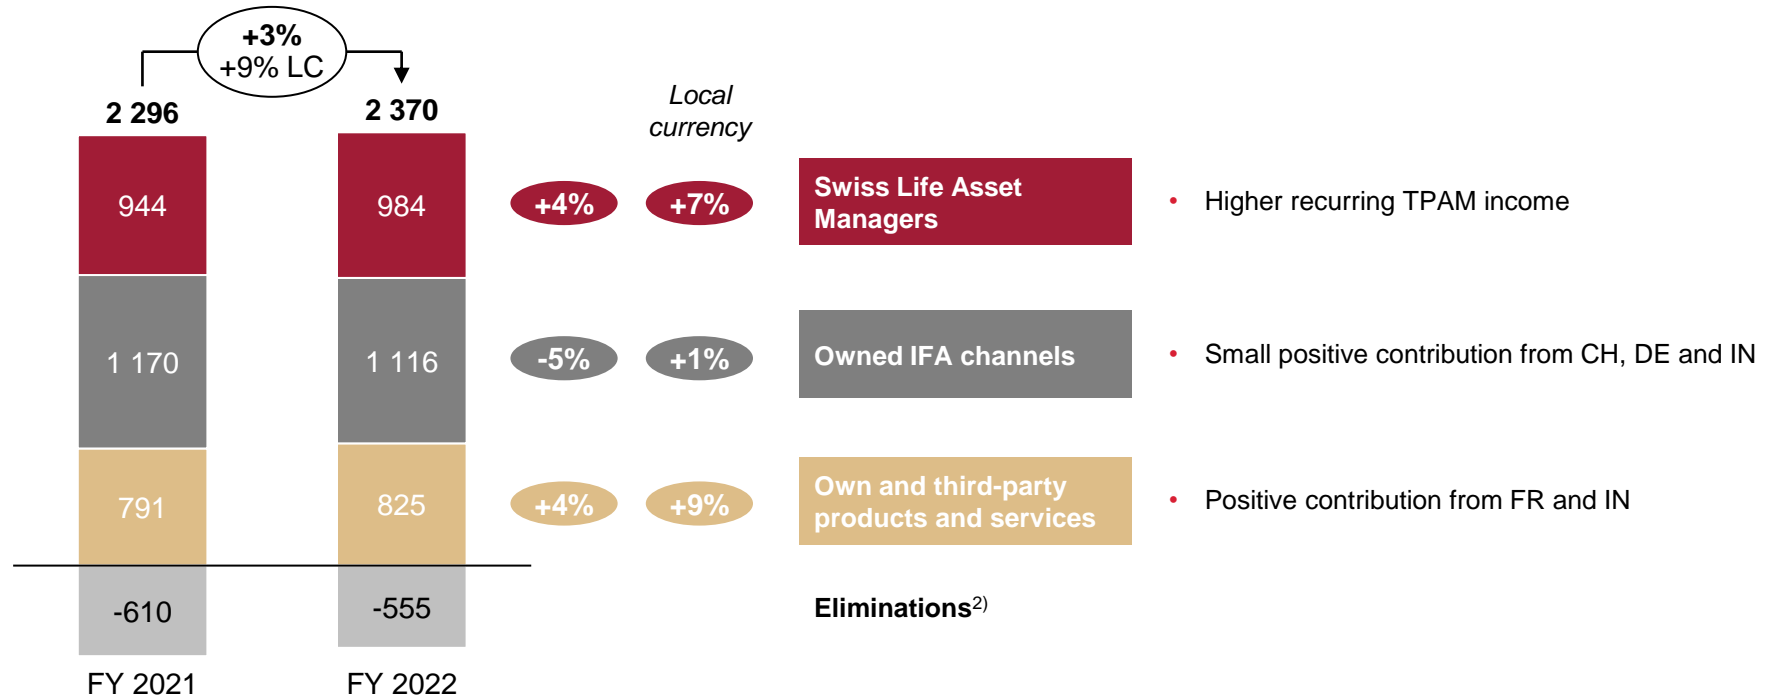 +3%
+9% LC
2 296
2 370
Local
currency
944
984
+4%
+7%
Swiss Life Asset
Managers
• Higher recurring TPAM income
1 170
1 116
-5%
+1%
Owned IFA channels
• Small positive contribution from CH, DE and IN
791
825
+4%
+9%
Own and third-party
products and services
• Positive contribution from FR and IN
-610
-555
Eliminations2)
FY 2021
FY 2022